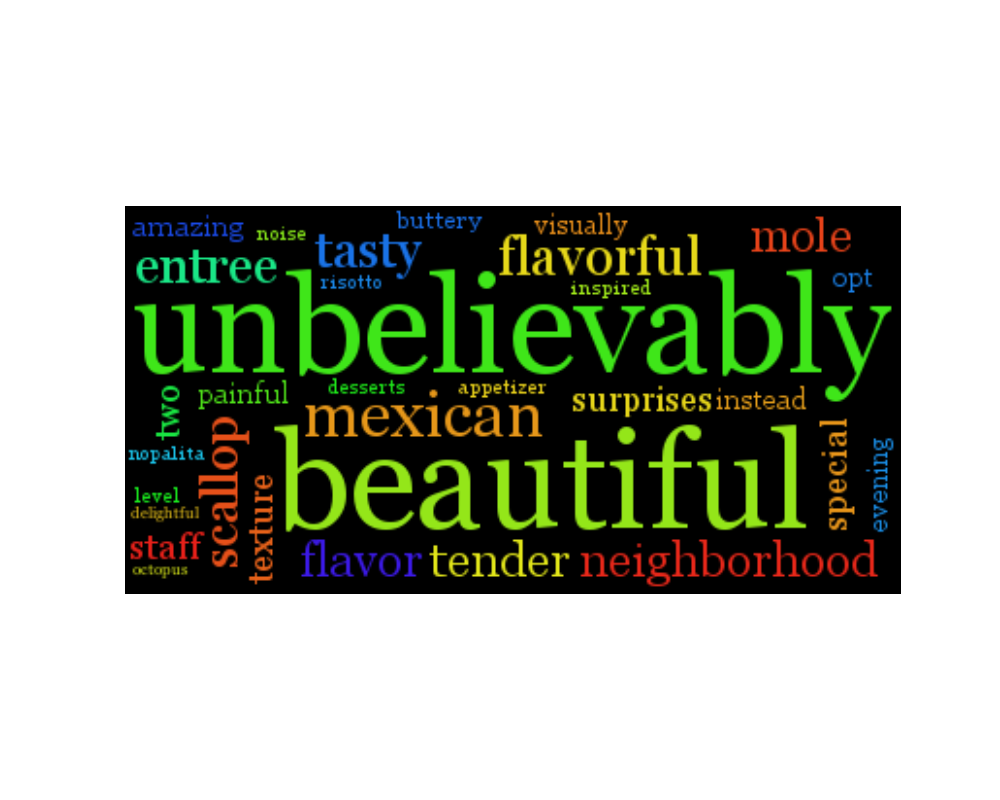 amazing
noise
buttery
visually
mole
entree
tasty
risotto
flavorful
inspired
opt
unbelievably
two
painful
desserts
appetizer
surprises
instead
mexican
nopalita
scallop
beautiful
special
evening
level
delightful
texture
staff
octopus
flavor
tender
neighborhood